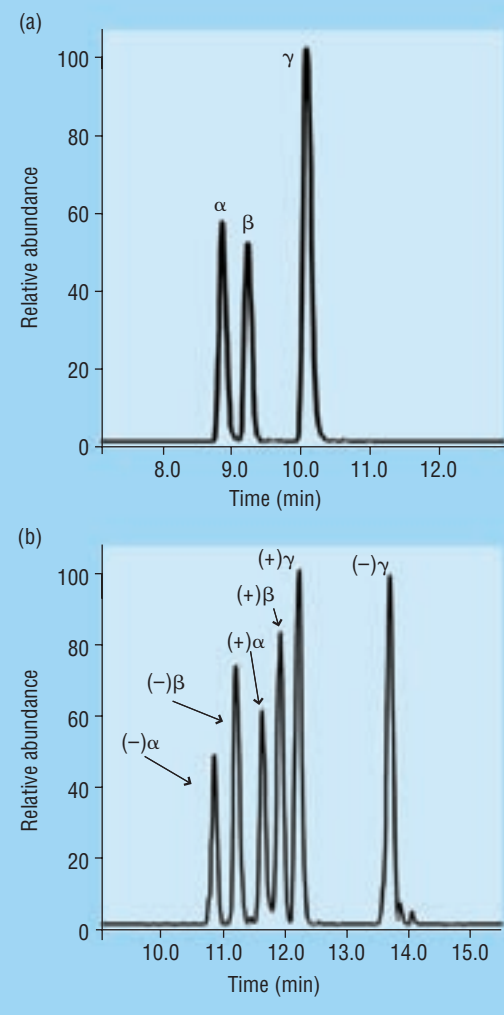 (a)
Relative abundance
100
80
60
40
20
0
α
β
γ
8.0 9.0 10.0 11.0 12.0
Time (min)
(b)
Relative abundance
100
80
60
40
20
0
(−)α
(−)β
(+)α
(+)β
(+)γ
(−)γ
10.0 11.0 12.0 13.0 14.0 15.0
Time (min)